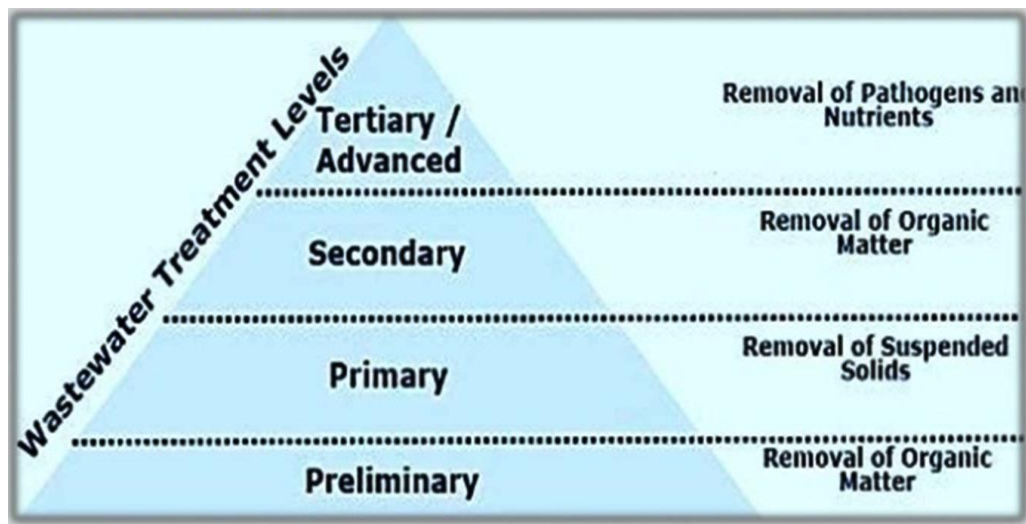 Wastewater Treatment Levels
Tertiary /
Advanced
Removal of Pathogens an
Nutrients
Secondary
Removal of Organic
Matter
Primary
Removal of Suspended
Solids
Preliminary
Removal of Organic
Matter